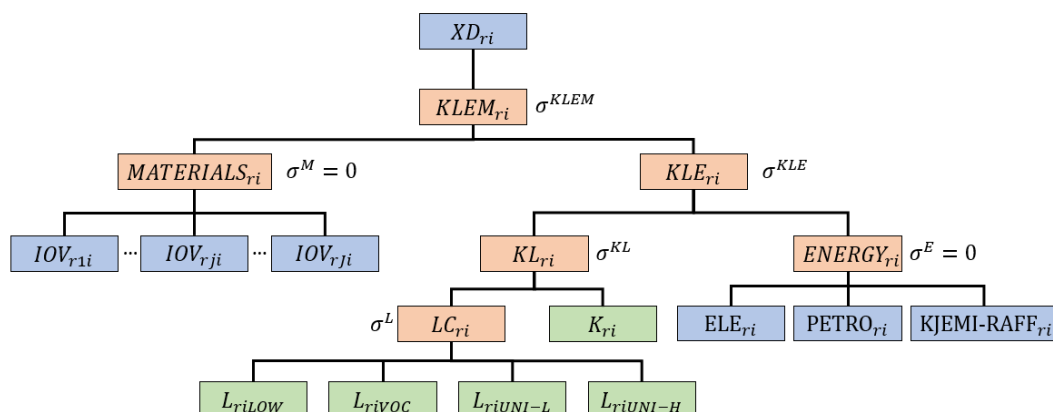 XD_ri
KLEM_ri σ^KLEM
MATERIALS_ri σ^M = 0 KLE_ri σ^KLE
IOV_r1i ... IOV_rji ... IOV_rJi KL_ri σ^KL ENERGY_ri σ^E = 0
σ^L LC_ri K_ri ELE_ri PETRO_ri KJEMI-RAFF_ri
L_riLOW L_riVOC L_riUNI−L L_riUNI−H